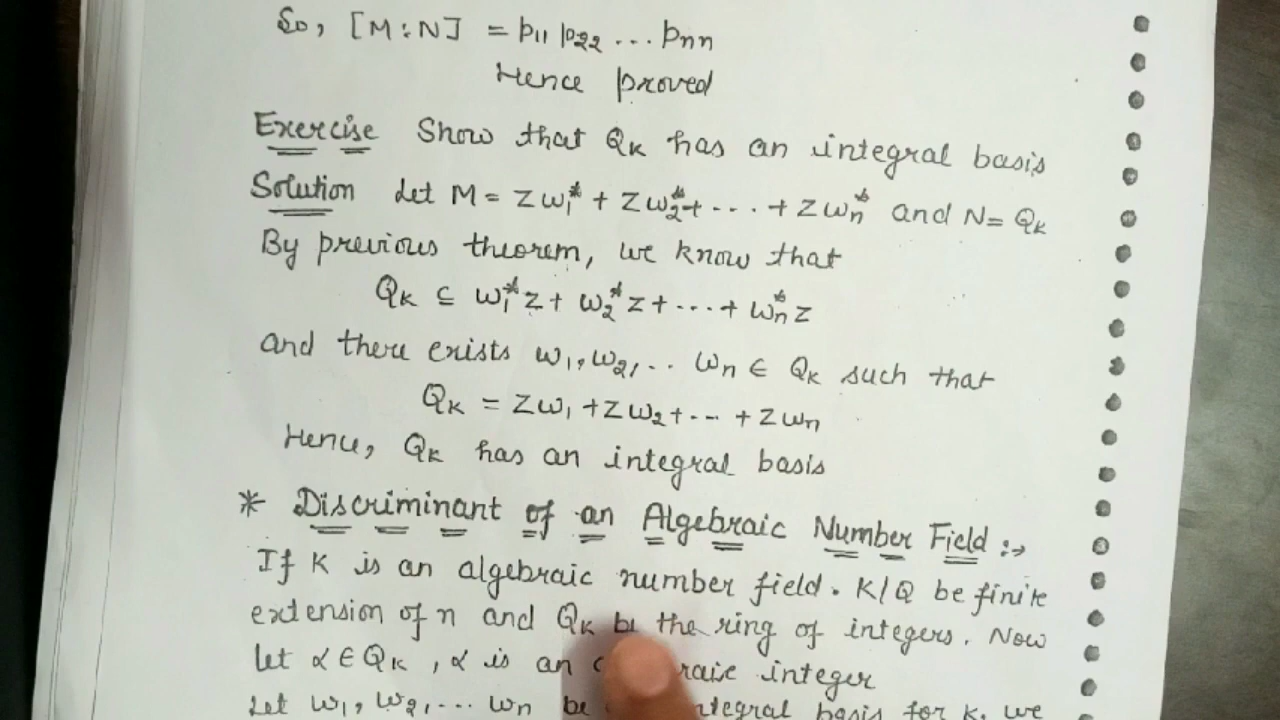 So, [M:N] = p₁₁ p₂₂ ... pₙₙ
Hence proved
Exercise Show that Qₖ has an integral basis
Solution Let M = Zω₁* + Zω₂* + ... + Zωₙ* and N = Qₖ
By previous theorem, we know that
Qₖ ⊆ ω₁*Z + ω₂*Z + ... + ωₙ*Z
and there exists ω₁, ω₂, .. ωₙ ∈ Qₖ such that
Qₖ = Zω₁ + Zω₂ + ... + Zωₙ
Hence, Qₖ has an integral basis
* Discriminant of an Algebraic Number Field :→
If K is an algebraic number field. K/Q be finite
extension of n and Qₖ be the ring of integers. Now
let α ∈ Qₖ, α is an integer
Let ω₁, ω₂, ... ωₙ be basis for K. we